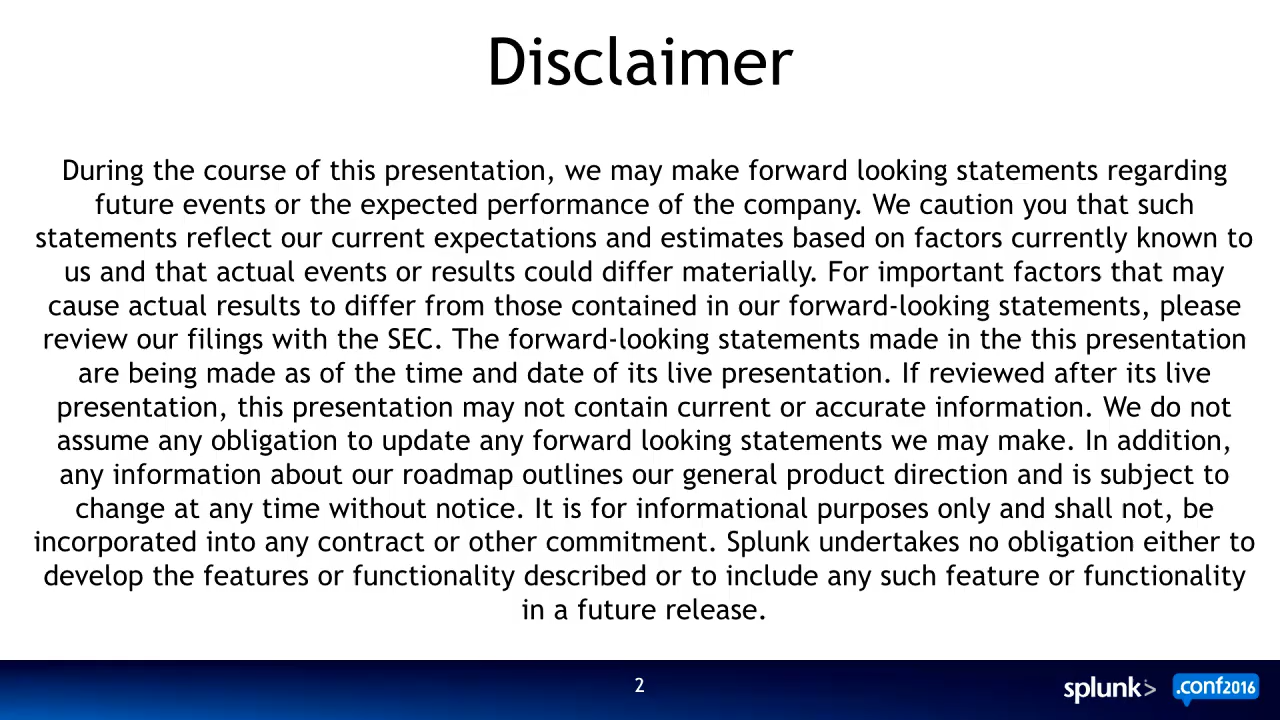 Disclaimer
During the course of this presentation, we may make forward looking statements regarding
future events or the expected performance of the company. We caution you that such
statements reflect our current expectations and estimates based on factors currently known to
us and that actual events or results could differ materially. For important factors that may
cause actual results to differ from those contained in our forward-looking statements, please
review our filings with the SEC. The forward-looking statements made in the this presentation
are being made as of the time and date of its live presentation. If reviewed after its live
presentation, this presentation may not contain current or accurate information. We do not
assume any obligation to update any forward looking statements we may make. In addition,
any information about our roadmap outlines our general product direction and is subject to
change at any time without notice. It is for informational purposes only and shall not, be
incorporated into any contract or other commitment. Splunk undertakes no obligation either to
develop the features or functionality described or to include any such feature or functionality
in a future release.
2
splunk> .conf2016